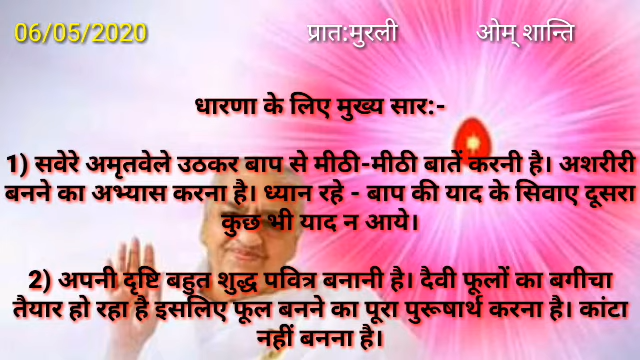 06/05/2020 प्रात:मुरली ओम् शान्ति
धारणा के लिए मुख्य सार:-
1) सवेरे अमृतवेले उठकर बाप से मीठी-मीठी बातें करनी है। अशरीरी
बनने का अभ्यास करना है। ध्यान रहे - बाप की याद के सिवाए दूसरा
कुछ भी याद न आये।
2) अपनी दृष्टि बहुत शुद्ध पवित्र बनानी है। दैवी फूलों का बगीचा
तैयार हो रहा है इसलिए फूल बनने का पूरा पुरूषार्थ करना है। कांटा
नहीं बनना है।